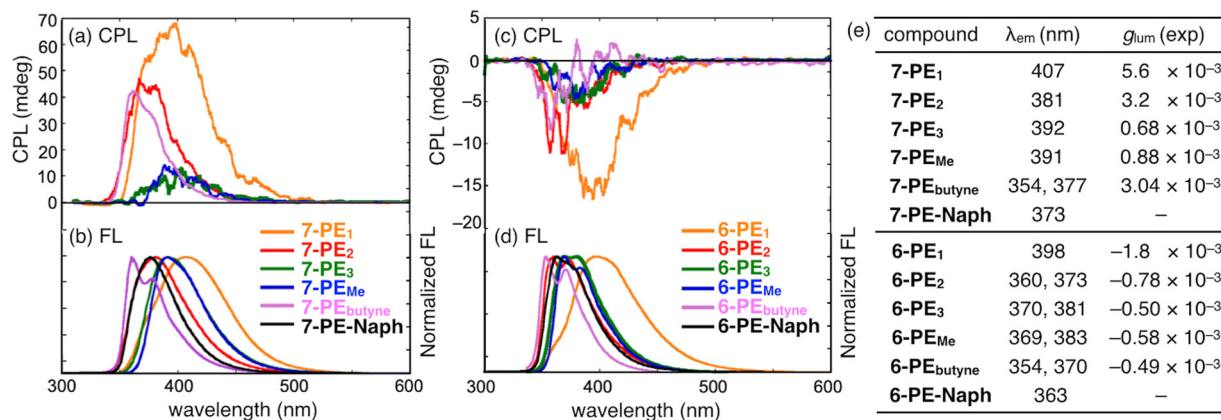 (a) CPL
CPL (mdeg)
70
60
50
40
30
20
10
0
(b) FL
7-PE1
7-PE2
7-PE3
7-PEMe
7-PEbutyne
7-PE-Naph
Normalized FL
300 400 500 600
wavelength (nm)
(c) CPL
CPL (mdeg)
5
0
−5
−10
−15
−20
(d) FL
6-PE1
6-PE2
6-PE3
6-PEMe
6-PEbutyne
6-PE-Naph
Normalized FL
300 400 500 600
wavelength (nm)
(e)
compound λem (nm) glum (exp)
7-PE1 407 5.6 × 10−3
7-PE2 381 3.2 × 10−3
7-PE3 392 0.68 × 10−3
7-PEMe 391 0.88 × 10−3
7-PEbutyne 354, 377 3.04 × 10−3
7-PE-Naph 373 –
6-PE1 398 −1.8 × 10−3
6-PE2 360, 373 −0.78 × 10−3
6-PE3 370, 381 −0.50 × 10−3
6-PEMe 369, 383 −0.58 × 10−3
6-PEbutyne 354, 370 −0.49 × 10−3
6-PE-Naph 363 –